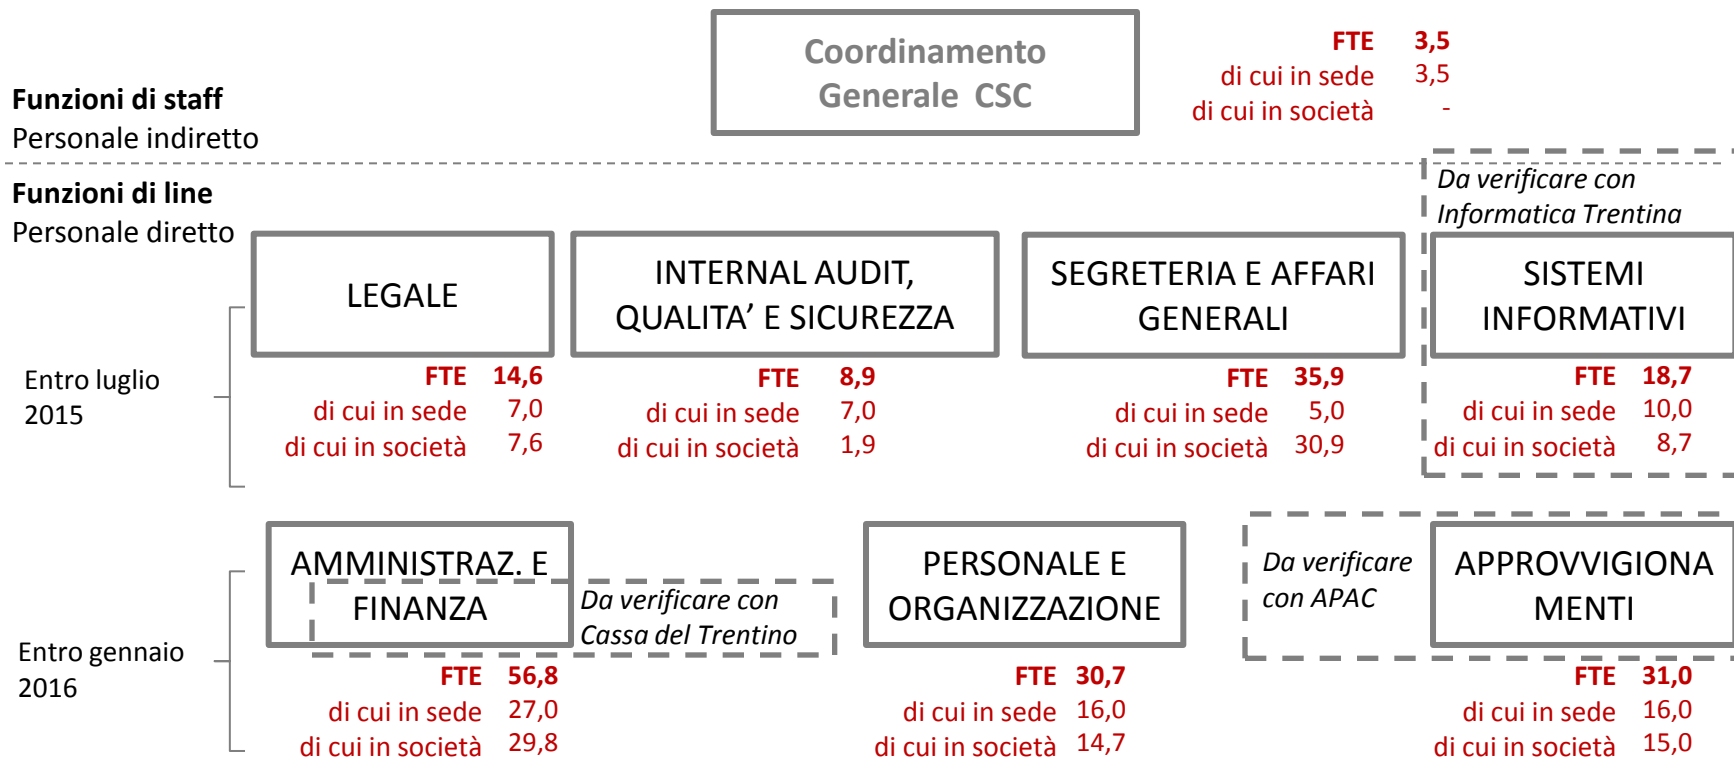 Coordinamento
Generale CSC
FTE 3,5
di cui in sede 3,5
di cui in società -
Funzioni di staff
Personale indiretto
Funzioni di line
Personale diretto
Da verificare con
Informatica Trentina
LEGALE
INTERNAL AUDIT,
QUALITA’ E SICUREZZA
SEGRETERIA E AFFARI
GENERALI
SISTEMI
INFORMATIVI
Entro luglio
2015
FTE 14,6
di cui in sede 7,0
di cui in società 7,6
FTE 8,9
di cui in sede 7,0
di cui in società 1,9
FTE 35,9
di cui in sede 5,0
di cui in società 30,9
FTE 18,7
di cui in sede 10,0
di cui in società 8,7
AMMINISTRAZ. E
FINANZA
Da verificare con
Cassa del Trentino
PERSONALE E
ORGANIZZAZIONE
Da verificare
con APAC
APPROVVIGIONA
MENTI
Entro gennaio
2016
FTE 56,8
di cui in sede 27,0
di cui in società 29,8
FTE 30,7
di cui in sede 16,0
di cui in società 14,7
FTE 31,0
di cui in sede 16,0
di cui in società 15,0